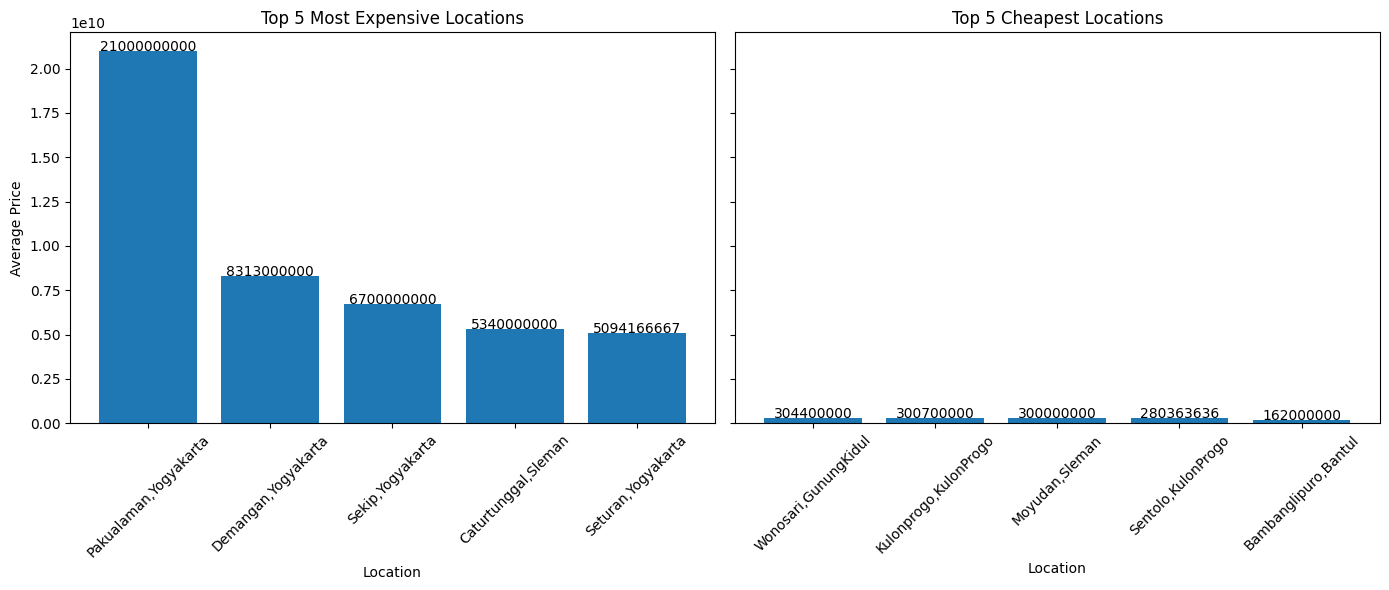 Top 5 Most Expensive Locations
1e10
Average Price
2.00
1.75
1.50
1.25
1.00
0.75
0.50
0.25
0.00
21000000000
8313000000
6700000000
5340000000
5094166667
Pakualaman,Yogyakarta
Demangan,Yogyakarta
Sekip,Yogyakarta
Caturtunggal,Sleman
Seturan,Yogyakarta
Location
Top 5 Cheapest Locations
304400000
300700000
300000000
280363636
162000000
Wonosari,GunungKidul
Kulonprogo,KulonProgo
Moyudan,Sleman
Sentolo,KulonProgo
Bambanglipuro,Bantul
Location